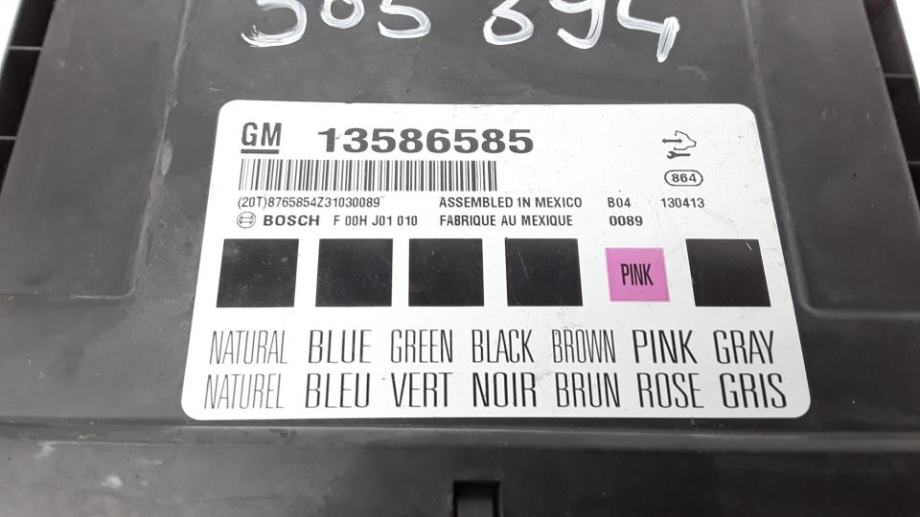 505 894
GM 13586585
864
(20T)8765854Z31030089 ASSEMBLED IN MEXICO B04 130413
BOSCH F 00H J01 010 FABRIQUE AU MEXIQUE 0089
PINK
NATURAL BLUE GREEN BLACK BROWN PINK GRAY
NATUREL BLEU VERT NOIR BRUN ROSE GRIS